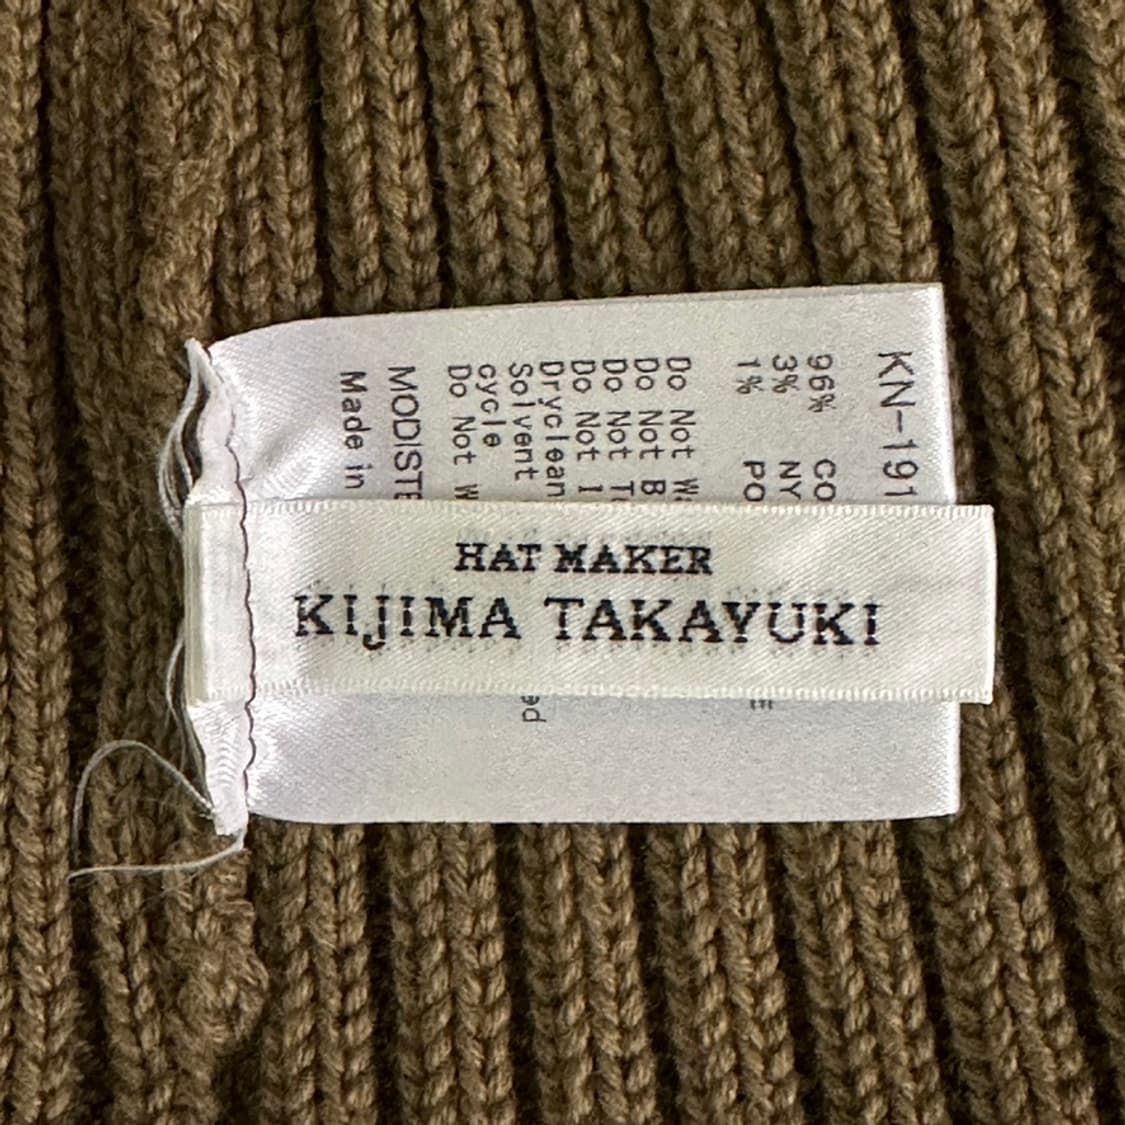 HAT MAKER
KIJIMA TAKAYUKI
KN-191
96% CO
3% NY
1% PO
Do Not
Do Not B
Do Not
Do Not I
Dryclean
Solvent
cycle
Do Not
MODISTE
Made in